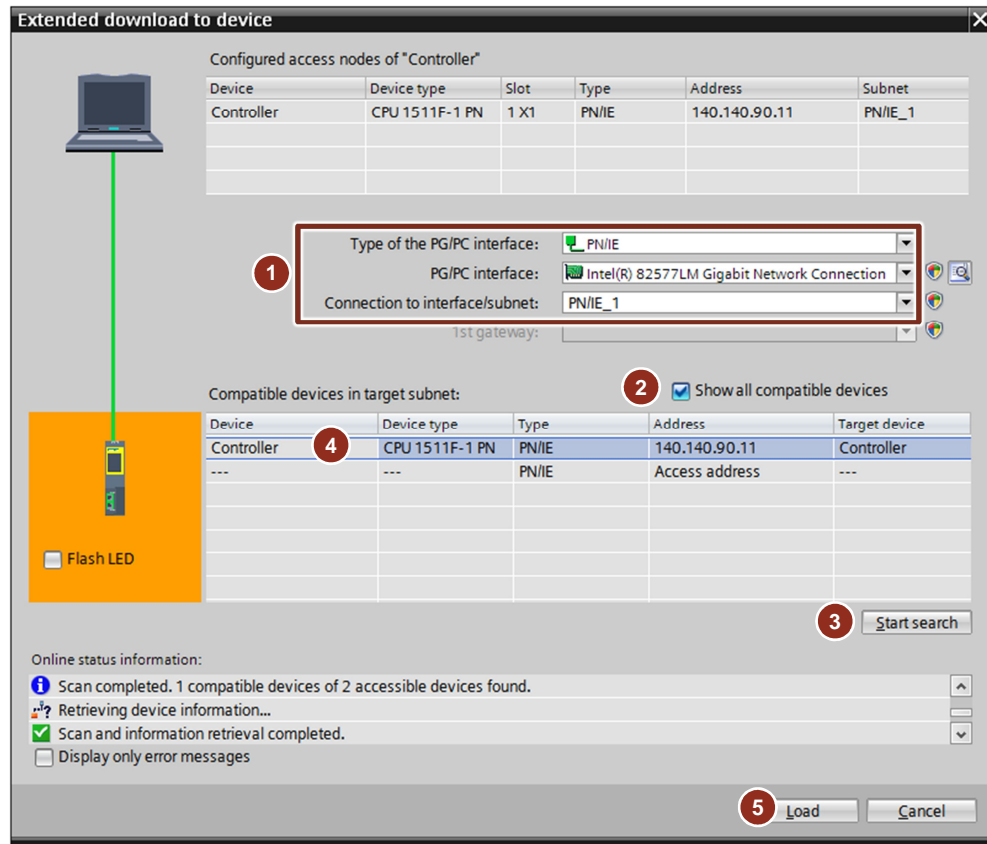 Extended download to device
Configured access nodes of "Controller"
Device Device type Slot Type Address Subnet
Controller CPU 1511F-1 PN 1 X1 PN/IE 140.140.90.11 PN/IE_1
Type of the PG/PC interface: PN/IE
1 PG/PC interface: Intel(R) 82577LM Gigabit Network Connection
Connection to interface/subnet: PN/IE_1
1st gateway:
Compatible devices in target subnet: 2 Show all compatible devices
Device Device type Type Address Target device
Controller 4 CPU 1511F-1 PN PN/IE 140.140.90.11 Controller
--- --- PN/IE Access address ---
Flash LED
3 Start search
Online status information:
Scan completed. 1 compatible devices of 2 accessible devices found.
Retrieving device information...
Scan and information retrieval completed.
Display only error messages
5 Load Cancel